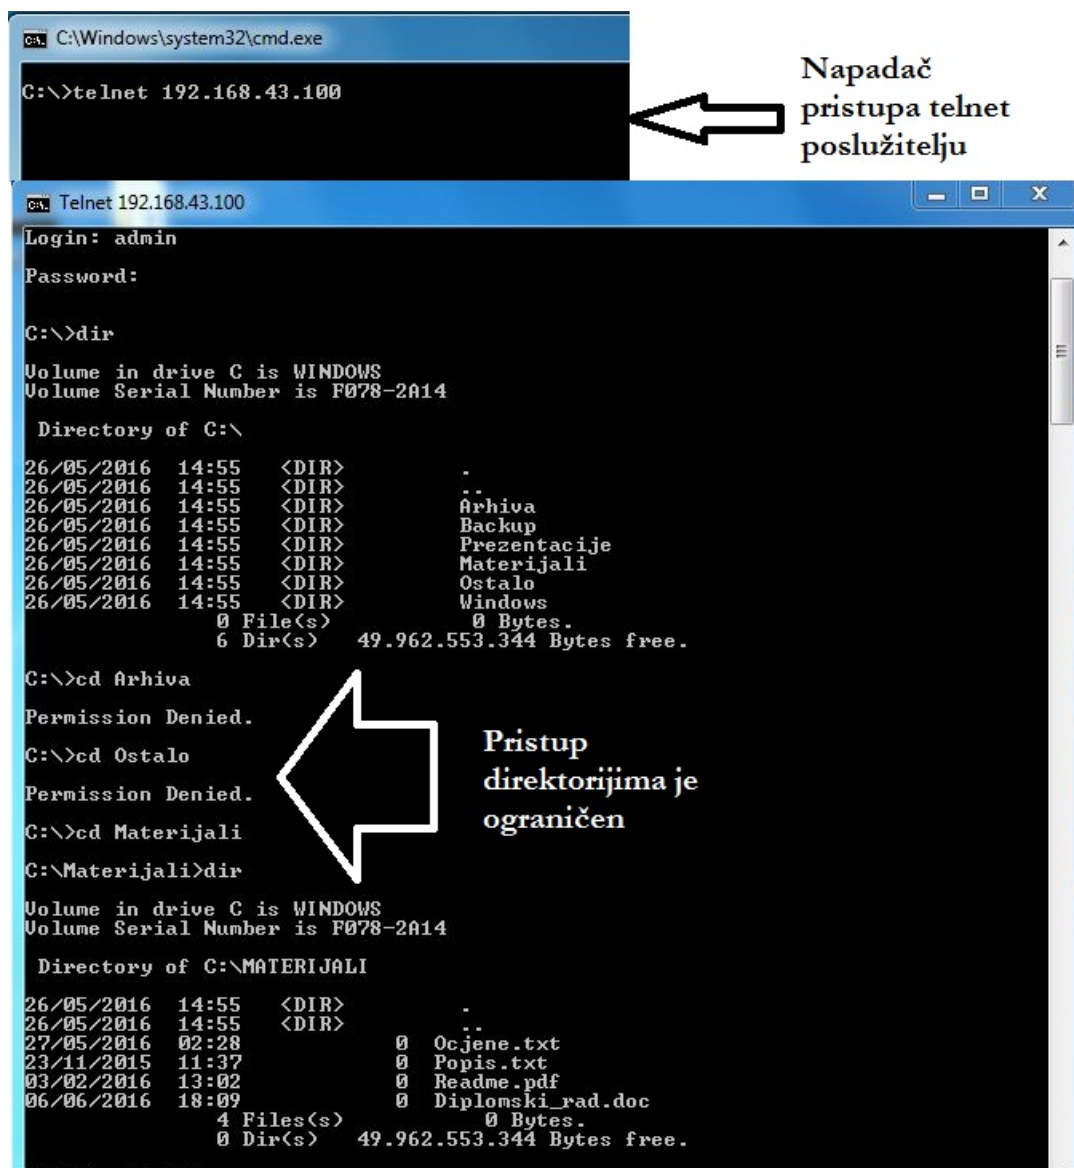 C:\Windows\system32\cmd.exe
C:\>telnet 192.168.43.100
Napadač
pristupa telnet
poslužitelju
Telnet 192.168.43.100
Login: admin
Password:
C:\>dir
Volume in drive C is WINDOWS
Volume Serial Number is F078-2A14
Directory of C:\
26/05/2016 14:55 <DIR> .
26/05/2016 14:55 <DIR> ..
26/05/2016 14:55 <DIR> Arhiva
26/05/2016 14:55 <DIR> Backup
26/05/2016 14:55 <DIR> Prezentacije
26/05/2016 14:55 <DIR> Materijali
26/05/2016 14:55 <DIR> Ostalo
26/05/2016 14:55 <DIR> Windows
0 File(s) 0 Bytes.
6 Dir(s) 49.962.553.344 Bytes free.
C:\>cd Arhiva
Permission Denied.
C:\>cd Ostalo
Permission Denied.
C:\>cd Materijali
Pristup
direktorijima je
ograničen
C:\Materijali>dir
Volume in drive C is WINDOWS
Volume Serial Number is F078-2A14
Directory of C:\MATERIJALI
26/05/2016 14:55 <DIR> .
26/05/2016 14:55 <DIR> ..
27/05/2016 02:28 0 Ocjene.txt
23/11/2015 11:37 0 Popis.txt
03/02/2016 13:02 0 Readme.pdf
06/06/2016 18:09 0 Diplomski_rad.doc
4 Files(s) 0 Bytes.
0 Dir(s) 49.962.553.344 Bytes free.